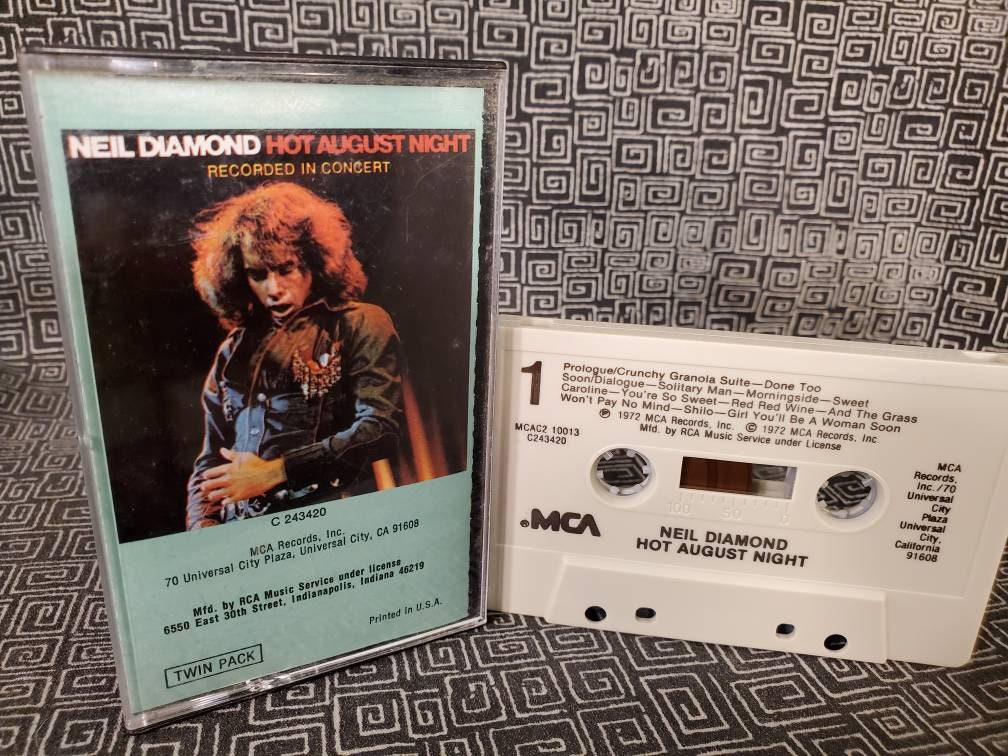 NEIL DIAMOND HOT AUGUST NIGHT
RECORDED IN CONCERT
C 243420
MCA Records, Inc.
70 Universal City Plaza, Universal City, CA 91608
Mfd. by RCA Music Service under license
6550 East 30th Street, Indianapolis, Indiana 46219
Printed in U.S.A.
TWIN PACK
1
Prologue/Crunchy Granola Suite—Done Too
Soon/Dialogue—Solitary Man—Morningside—Sweet
Caroline—You're So Sweet—Red Red Wine—And The Grass
Won't Pay No Mind—Shilo—Girl You'll Be A Woman Soon
℗ 1972 MCA Records, Inc. © 1972 MCA Records, Inc.
Mfd. by RCA Music Service under License
MCAC2 10013
C243420
100 50 0
MCA
Records,
Inc./70
Universal
City
Plaza
Universal
City,
California
91608
®MCA
NEIL DIAMOND
HOT AUGUST NIGHT